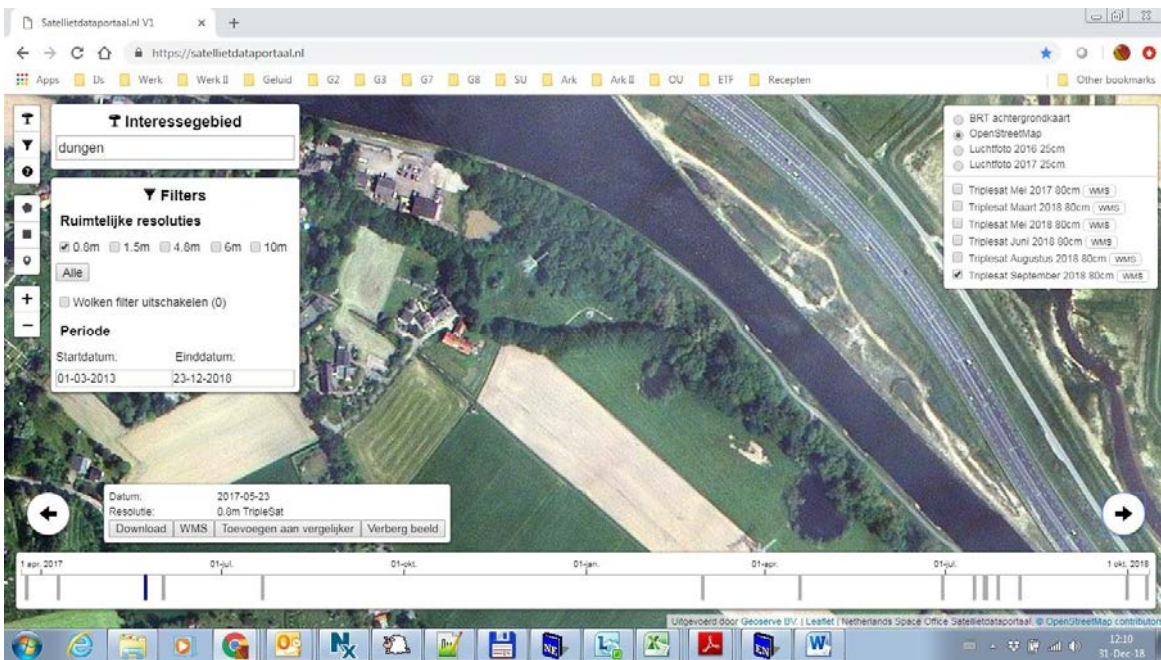 Satellietdataportaal.nl V1
https://satellietdataportaal.nl
Apps IJs Werk Werk II Geluid G2 G3 G7 G8 SU Ark Ark II OU ETF Recepten Other bookmarks
Interessegebied
dungen
Filters
Ruimtelijke resoluties
0.8m 1.5m 4.8m 6m 10m
Alle
Wolken filter uitschakelen (0)
Periode
Startdatum: Einddatum:
01-03-2013 23-12-2018
BRT achtergrondkaart
OpenStreetMap
Luchtfoto 2016 25cm
Luchtfoto 2017 25cm
Triplesat Mei 2017 80cm WMS
Triplesat Maart 2018 80cm WMS
Triplesat Mei 2018 80cm WMS
Triplesat Juni 2018 80cm WMS
Triplesat Augustus 2018 80cm WMS
Triplesat September 2018 80cm WMS
Datum: 2017-05-23
Resolutie: 0.8m TripleSat
Download WMS Toevoegen aan vergelijker Verberg beeld
1 apr. 2017 01-jul. 01-okt. 01-jan. 01-apr. 01-jul. 1 okt. 2018
Uitgevoerd door Geoserve BV. | Leaflet | Netherlands Space Office Satellietdataportaal, © OpenStreetMap contributors
NE EN
12:10
31-Dec-18